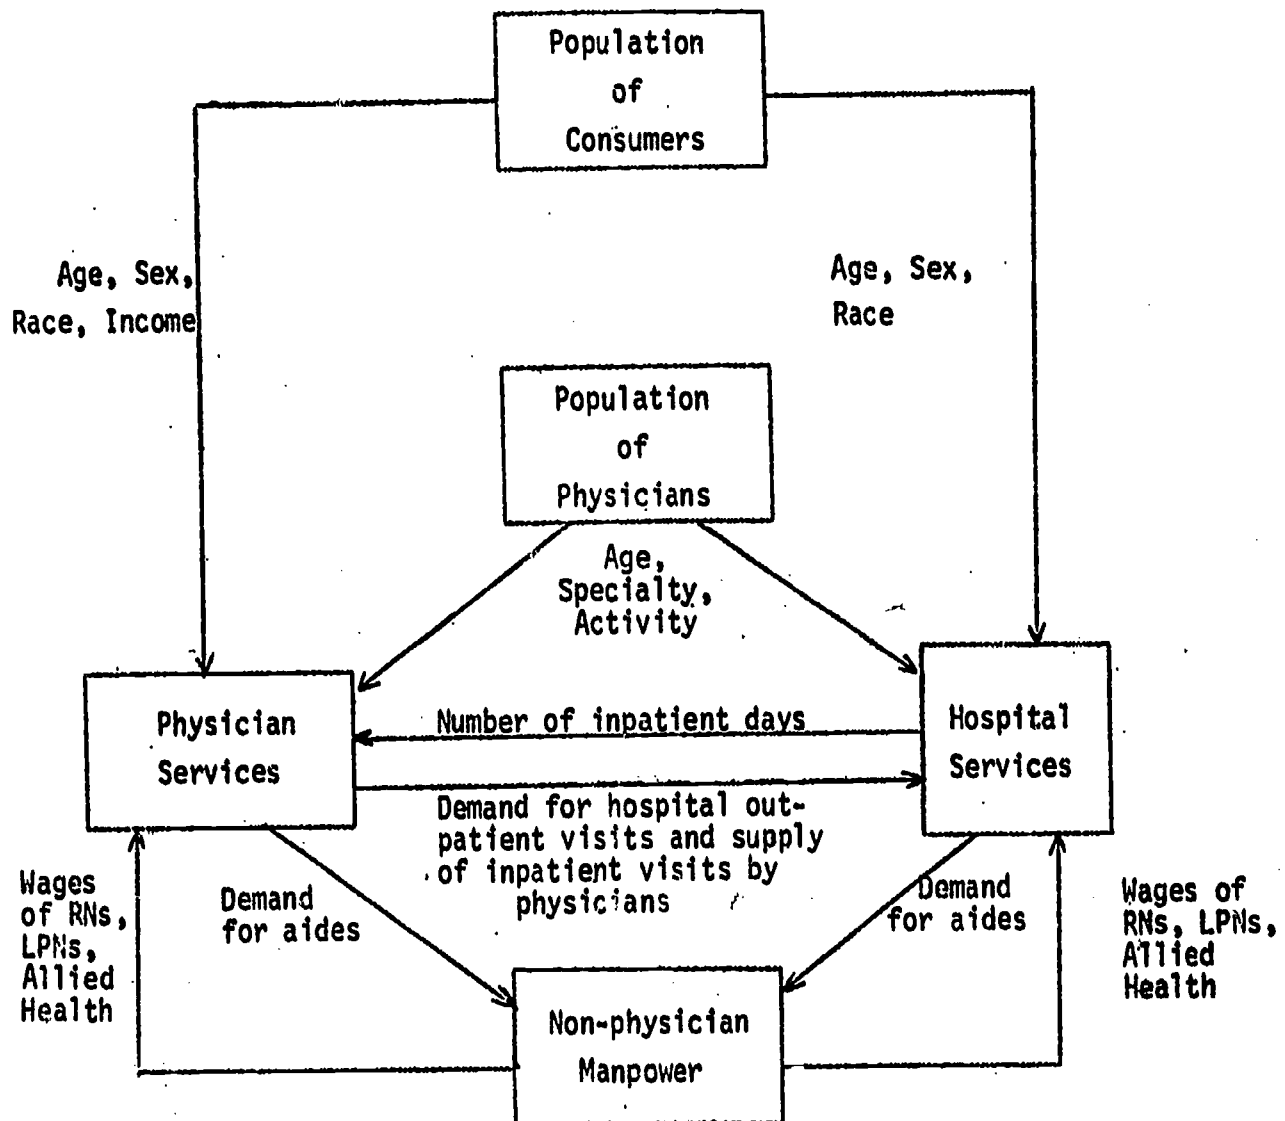 Population
of
Consumers
Age, Sex,
Race, Income
Age, Sex,
Race
Population
of
Physicians
Age,
Specialty,
Activity
Physician
Services
Number of inpatient days
Hospital
Services
Demand for hospital out-
patient visits and supply
of inpatient visits by
physicians
Wages
of RNs,
LPNs,
Allied
Health
Demand
for aides
Demand
for aides
Wages of
RNs, LPNs,
Allied
Health
Non-physician
Manpower